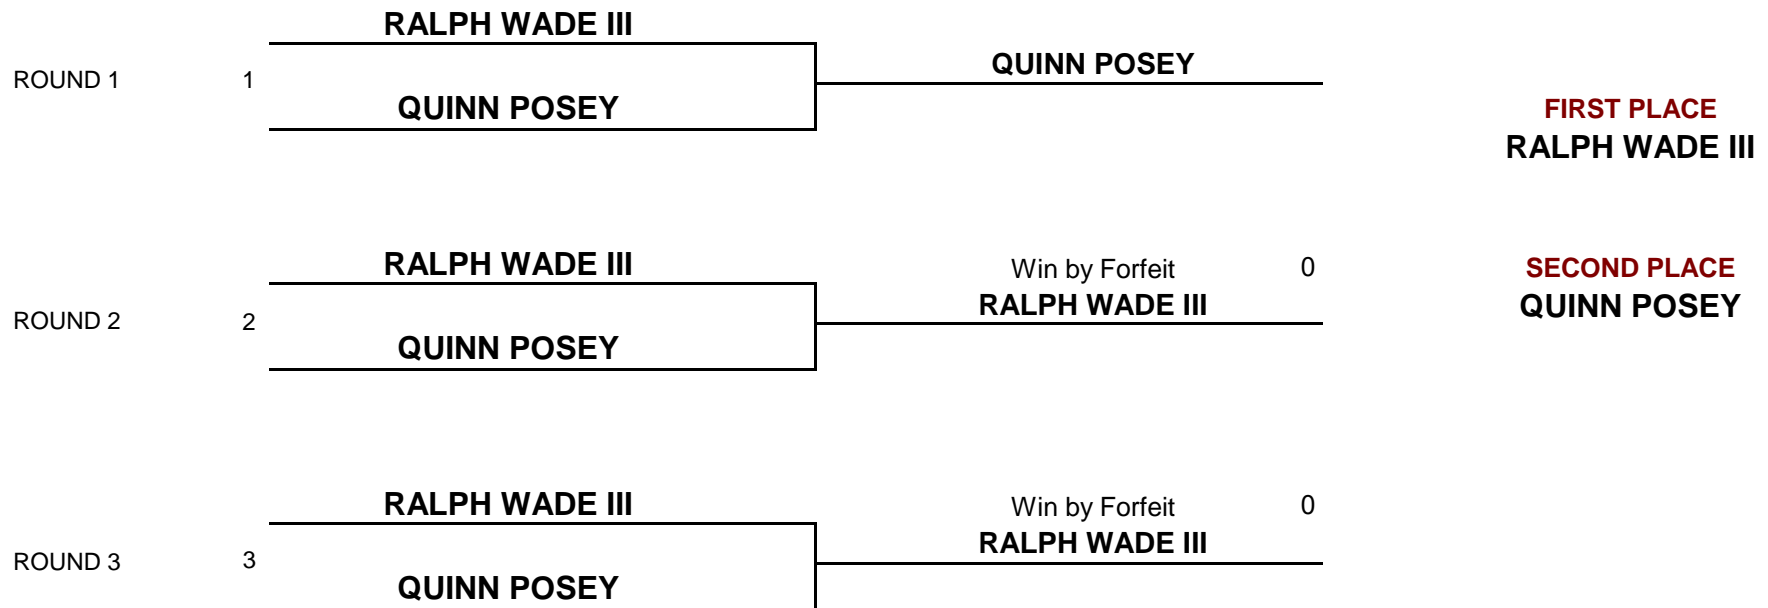 RALPH WADE III
QUINN POSEY
ROUND 1
1
QUINN POSEY
FIRST PLACE
RALPH WADE III
RALPH WADE III
Win by Forfeit 0
SECOND PLACE
RALPH WADE III
QUINN POSEY
ROUND 2
2
QUINN POSEY
RALPH WADE III
Win by Forfeit 0
RALPH WADE III
ROUND 3
3
QUINN POSEY